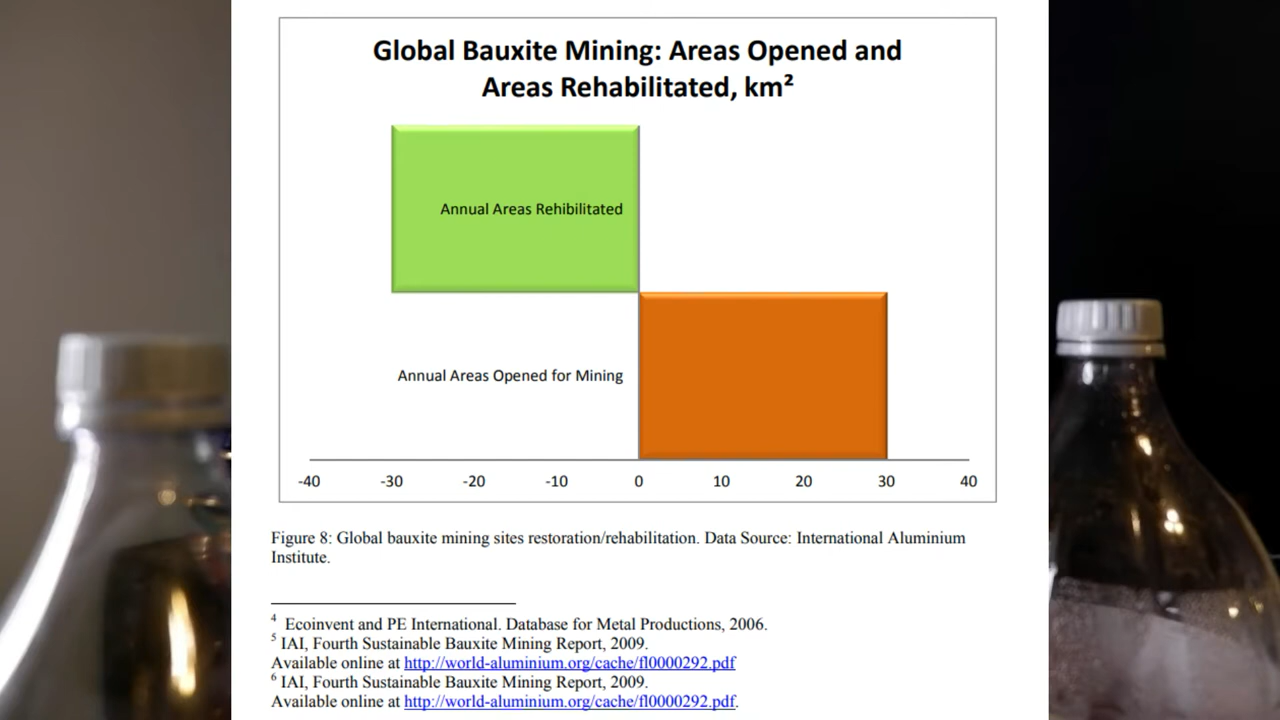 Global Bauxite Mining: Areas Opened and
Areas Rehabilitated, km²
Annual Areas Rehibilitated
Annual Areas Opened for Mining
-40 -30 -20 -10 0 10 20 30 40
Figure 8: Global bauxite mining sites restoration/rehabilitation. Data Source: International Aluminium
Institute.
4 Ecoinvent and PE International. Database for Metal Productions, 2006.
5 IAI, Fourth Sustainable Bauxite Mining Report, 2009.
Available online at http://world-aluminium.org/cache/fl0000292.pdf
6 IAI, Fourth Sustainable Bauxite Mining Report, 2009.
Available online at http://world-aluminium.org/cache/fl0000292.pdf.